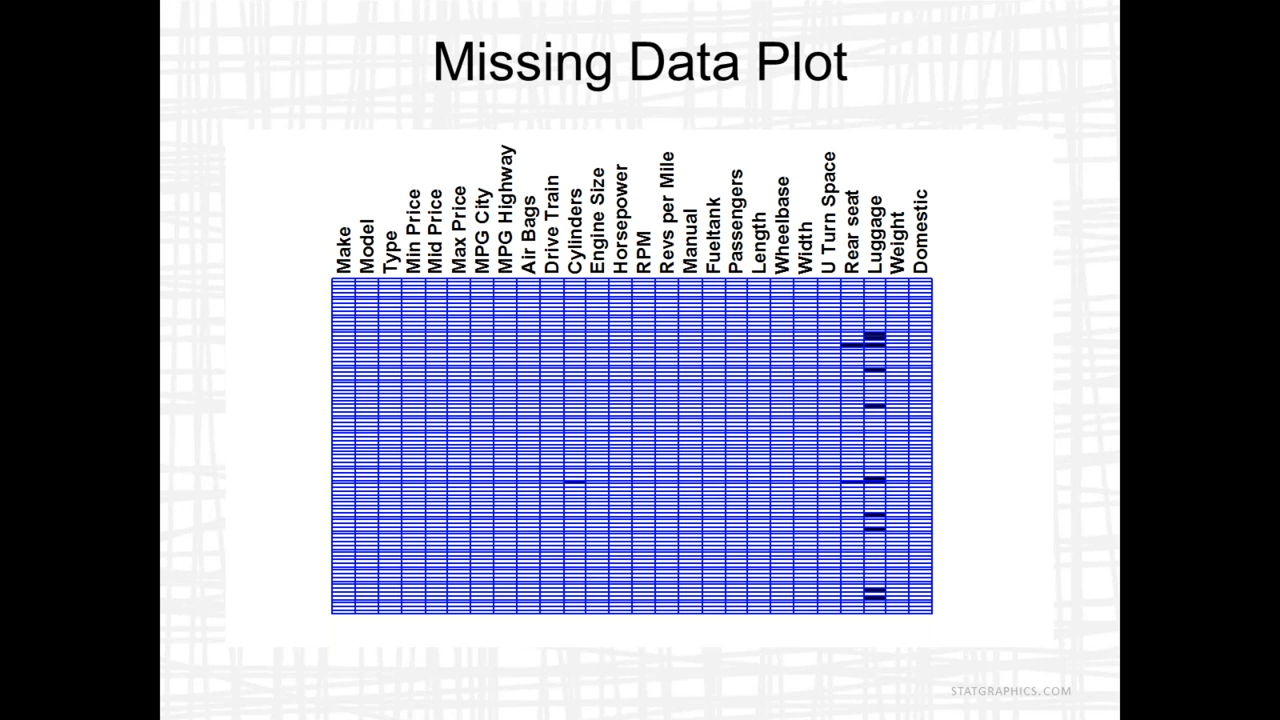 Missing Data Plot
Make
Model
Type
Min Price
Mid Price
Max Price
MPG City
MPG Highway
Air Bags
Drive Train
Cylinders
Engine Size
Horsepower
RPM
Revs per Mile
Manual
Fueltank
Passengers
Length
Wheelbase
Width
U Turn Space
Rear seat
Luggage
Weight
Domestic
STATGRAPHICS.COM